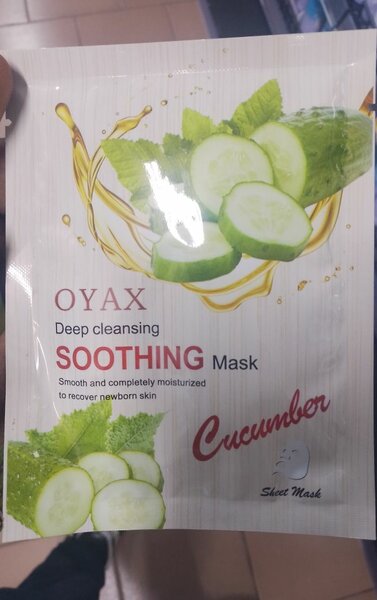 OYAX
Deep cleansing
SOOTHING Mask
Smooth and completely moisturized
to recover newborn skin
Cucumber
Sheet Mask